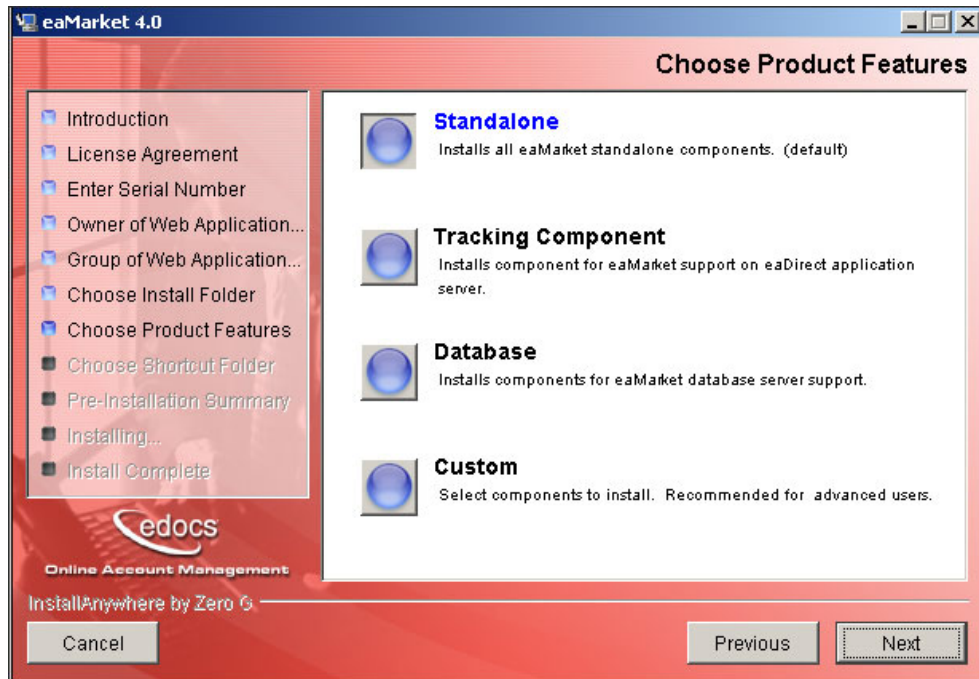 eaMarket 4.0
Choose Product Features
Introduction
License Agreement
Enter Serial Number
Owner of Web Application...
Group of Web Application...
Choose Install Folder
Choose Product Features
Choose Shortcut Folder
Pre-Installation Summary
Installing...
Install Complete
edocs
Online Account Management
Standalone
Installs all eaMarket standalone components. (default)
Tracking Component
Installs component for eaMarket support on eaDirect application
server.
Database
Installs components for eaMarket database server support.
Custom
Select components to install. Recommended for advanced users.
InstallAnywhere by Zero G
Cancel
Previous
Next